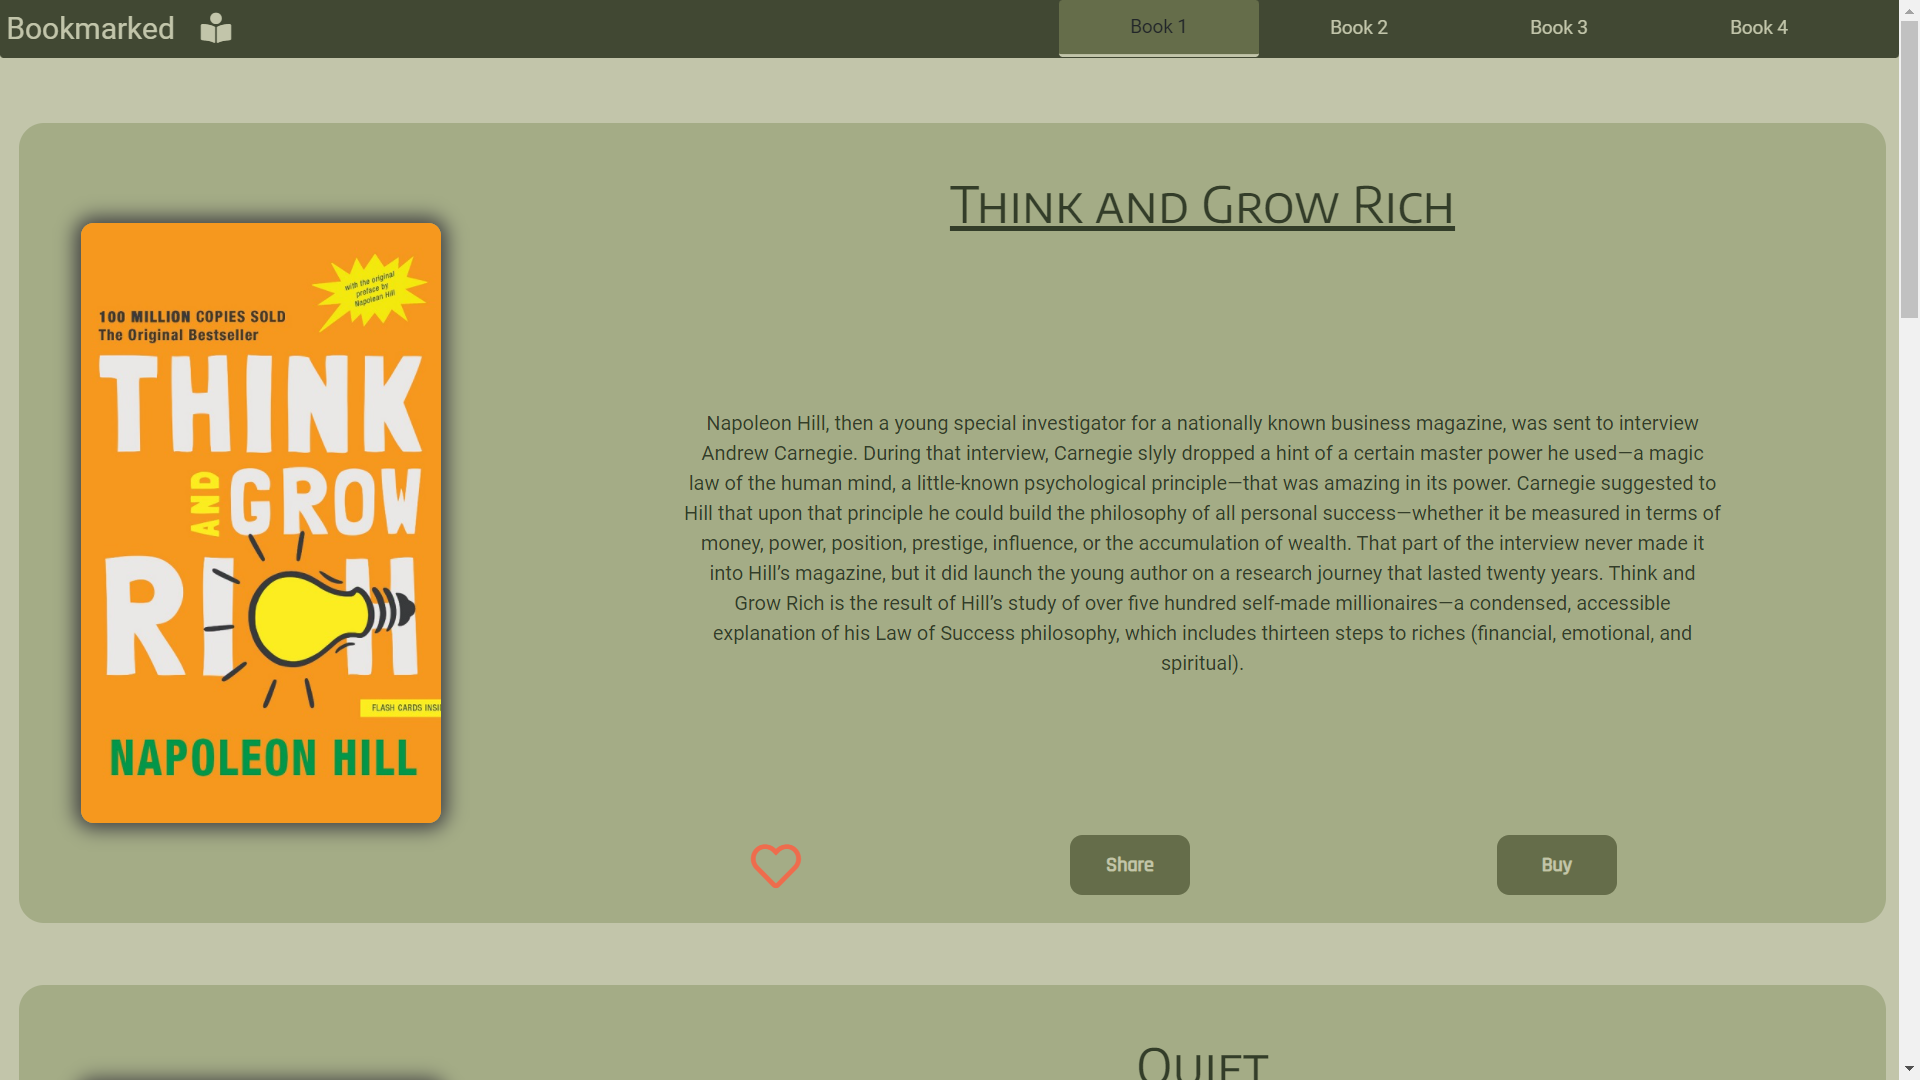 Bookmarked
Book 1
Book 2
Book 3
Book 4
Think and Grow Rich
with the original
preface by
Napolean Hill
100 MILLION COPIES SOLD
The Original Bestseller
THINK
AND GROW
RICH
FLASH CARDS INSI
NAPOLEON HILL
Napoleon Hill, then a young special investigator for a nationally known business magazine, was sent to interview
Andrew Carnegie. During that interview, Carnegie slyly dropped a hint of a certain master power he used—a magic
law of the human mind, a little-known psychological principle—that was amazing in its power. Carnegie suggested to
Hill that upon that principle he could build the philosophy of all personal success—whether it be measured in terms of
money, power, position, prestige, influence, or the accumulation of wealth. That part of the interview never made it
into Hill’s magazine, but it did launch the young author on a research journey that lasted twenty years. Think and
Grow Rich is the result of Hill’s study of over five hundred self-made millionaires—a condensed, accessible
explanation of his Law of Success philosophy, which includes thirteen steps to riches (financial, emotional, and
spiritual).
Share
Buy
Quiet